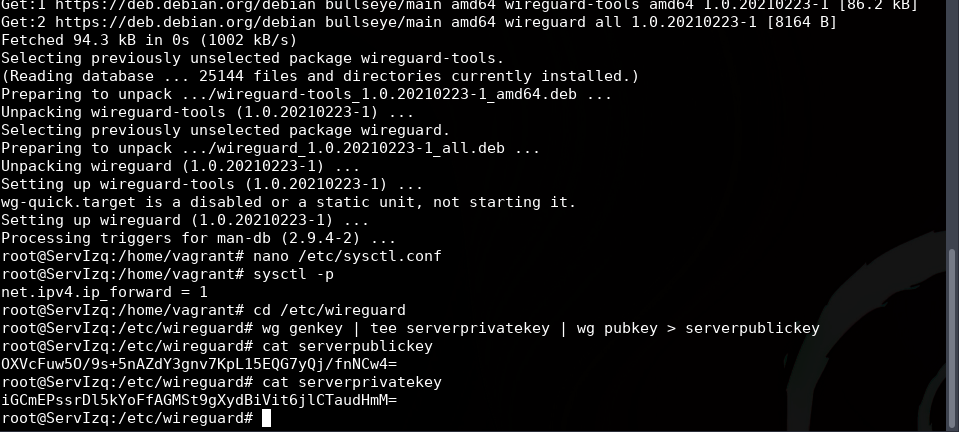 Get:1 https://deb.debian.org/debian bullseye/main amd64 wireguard-tools amd64 1.0.20210223-1 [86.2 kB]
Get:2 https://deb.debian.org/debian bullseye/main amd64 wireguard all 1.0.20210223-1 [8164 B]
Fetched 94.3 kB in 0s (1002 kB/s)
Selecting previously unselected package wireguard-tools.
(Reading database ... 25144 files and directories currently installed.)
Preparing to unpack .../wireguard-tools_1.0.20210223-1_amd64.deb ...
Unpacking wireguard-tools (1.0.20210223-1) ...
Selecting previously unselected package wireguard.
Preparing to unpack .../wireguard_1.0.20210223-1_all.deb ...
Unpacking wireguard (1.0.20210223-1) ...
Setting up wireguard-tools (1.0.20210223-1) ...
wg-quick.target is a disabled or a static unit, not starting it.
Setting up wireguard (1.0.20210223-1) ...
Processing triggers for man-db (2.9.4-2) ...
root@ServIzq:/home/vagrant# nano /etc/sysctl.conf
root@ServIzq:/home/vagrant# sysctl -p
net.ipv4.ip_forward = 1
root@ServIzq:/home/vagrant# cd /etc/wireguard
root@ServIzq:/etc/wireguard# wg genkey | tee serverprivatekey | wg pubkey > serverpublickey
root@ServIzq:/etc/wireguard# cat serverpublickey
OXVcFuw5O/9s+5nAZdY3gnv7KpL15EQG7yQj/fnNCw4=
root@ServIzq:/etc/wireguard# cat serverprivatekey
iGCmEPssrDl5kYoFfAGMSt9gXydBiVit6jlCTaudHmM=
root@ServIzq:/etc/wireguard#